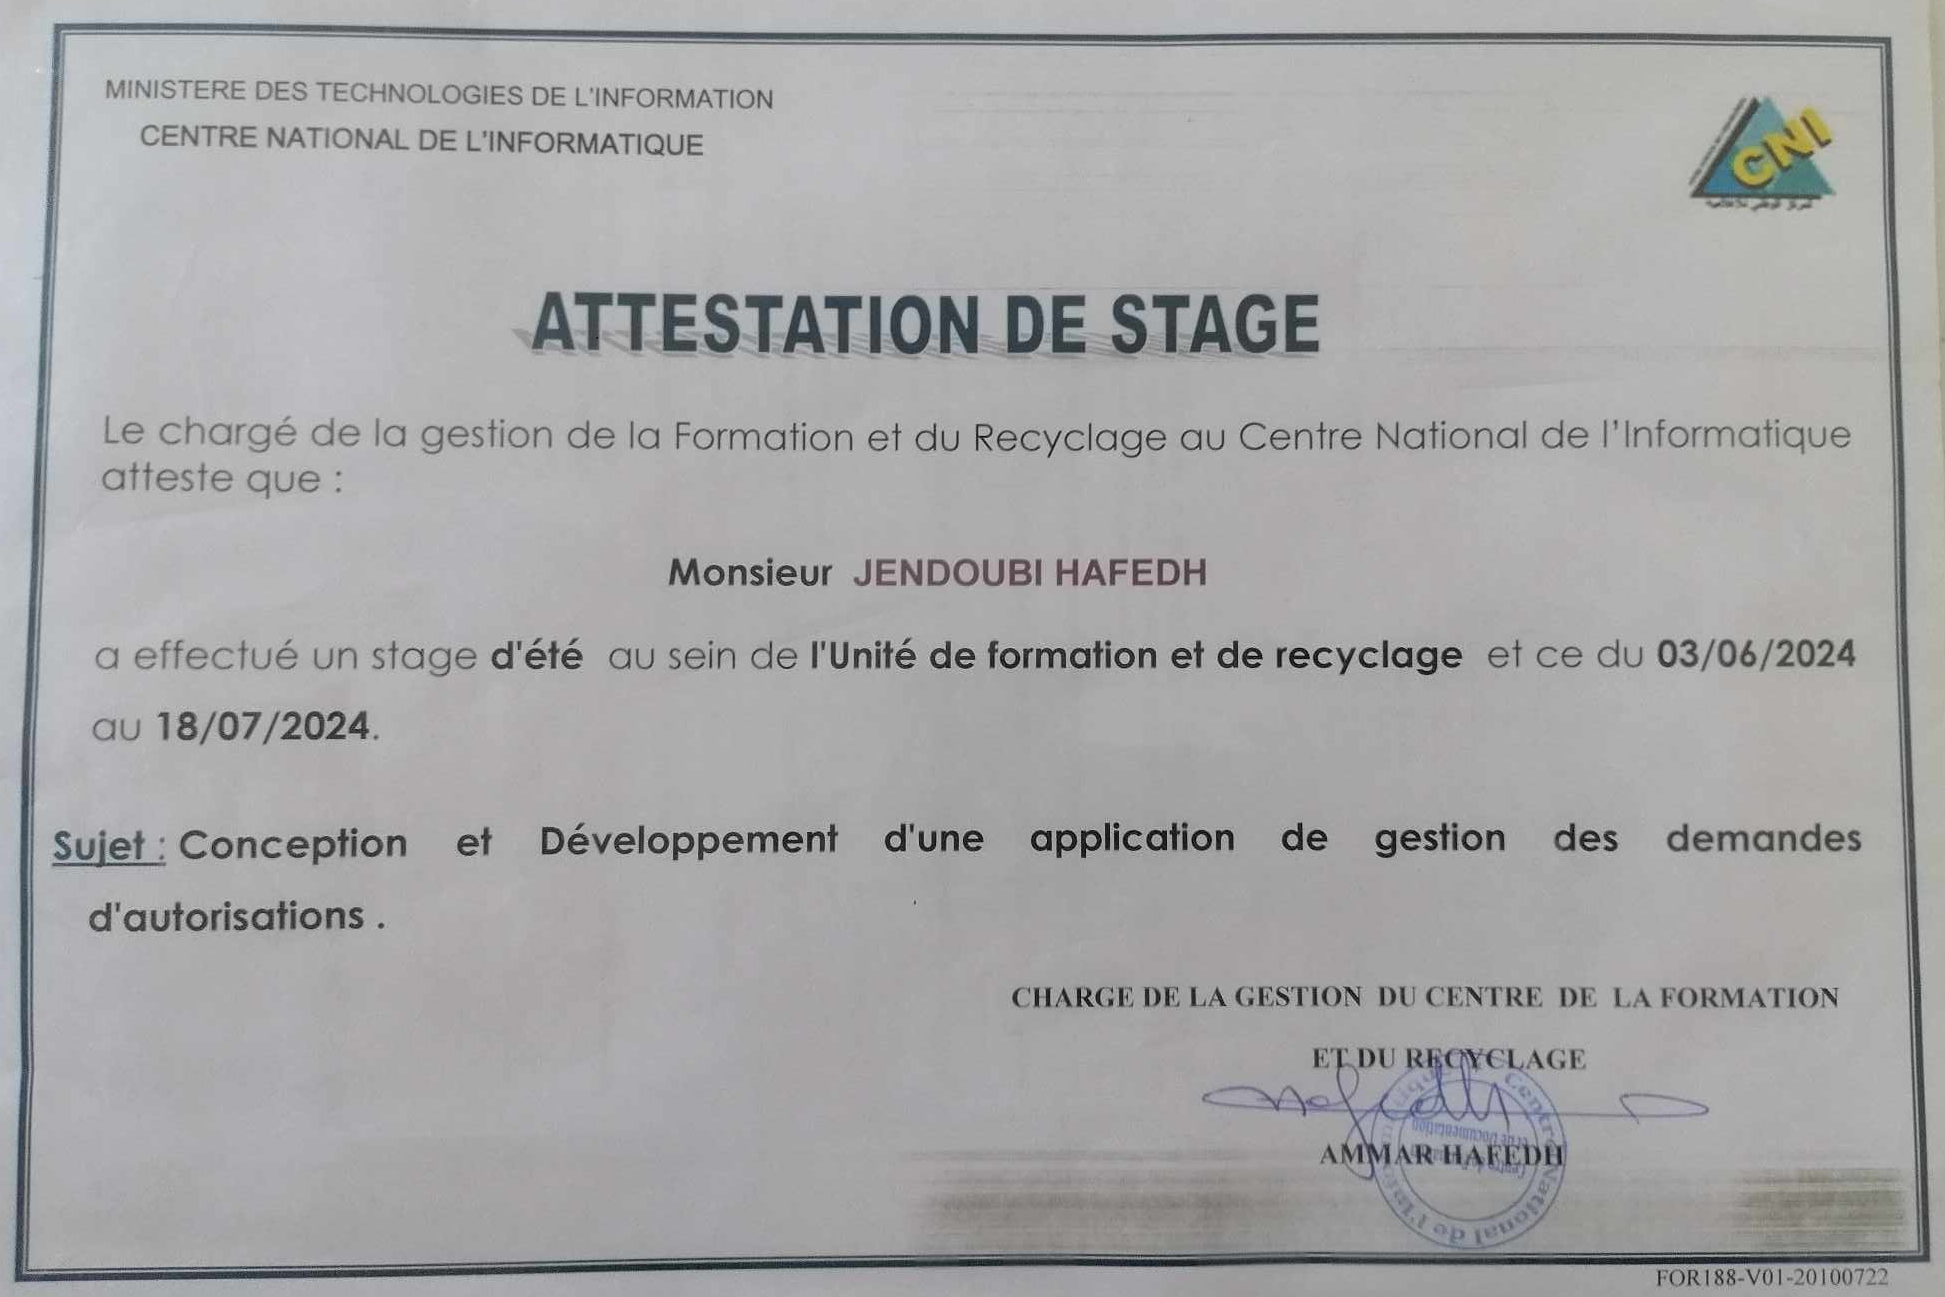 MINISTERE DES TECHNOLOGIES DE L'INFORMATION
CENTRE NATIONAL DE L'INFORMATIQUE
CNI
ATTESTATION DE STAGE
Le chargé de la gestion de la Formation et du Recyclage au Centre National de l'Informatique
atteste que :
Monsieur JENDOUBI HAFEDH
a effectué un stage d'été au sein de l'Unité de formation et de recyclage et ce du 03/06/2024
au 18/07/2024.
Sujet : Conception et Développement d'une application de gestion des demandes
d'autorisations .
CHARGE DE LA GESTION DU CENTRE DE LA FORMATION
ET DU RECYCLAGE
AMMAR HAFEDH
Centre National de l'Informatique
et de Documentation
FOR188-V01-20100722